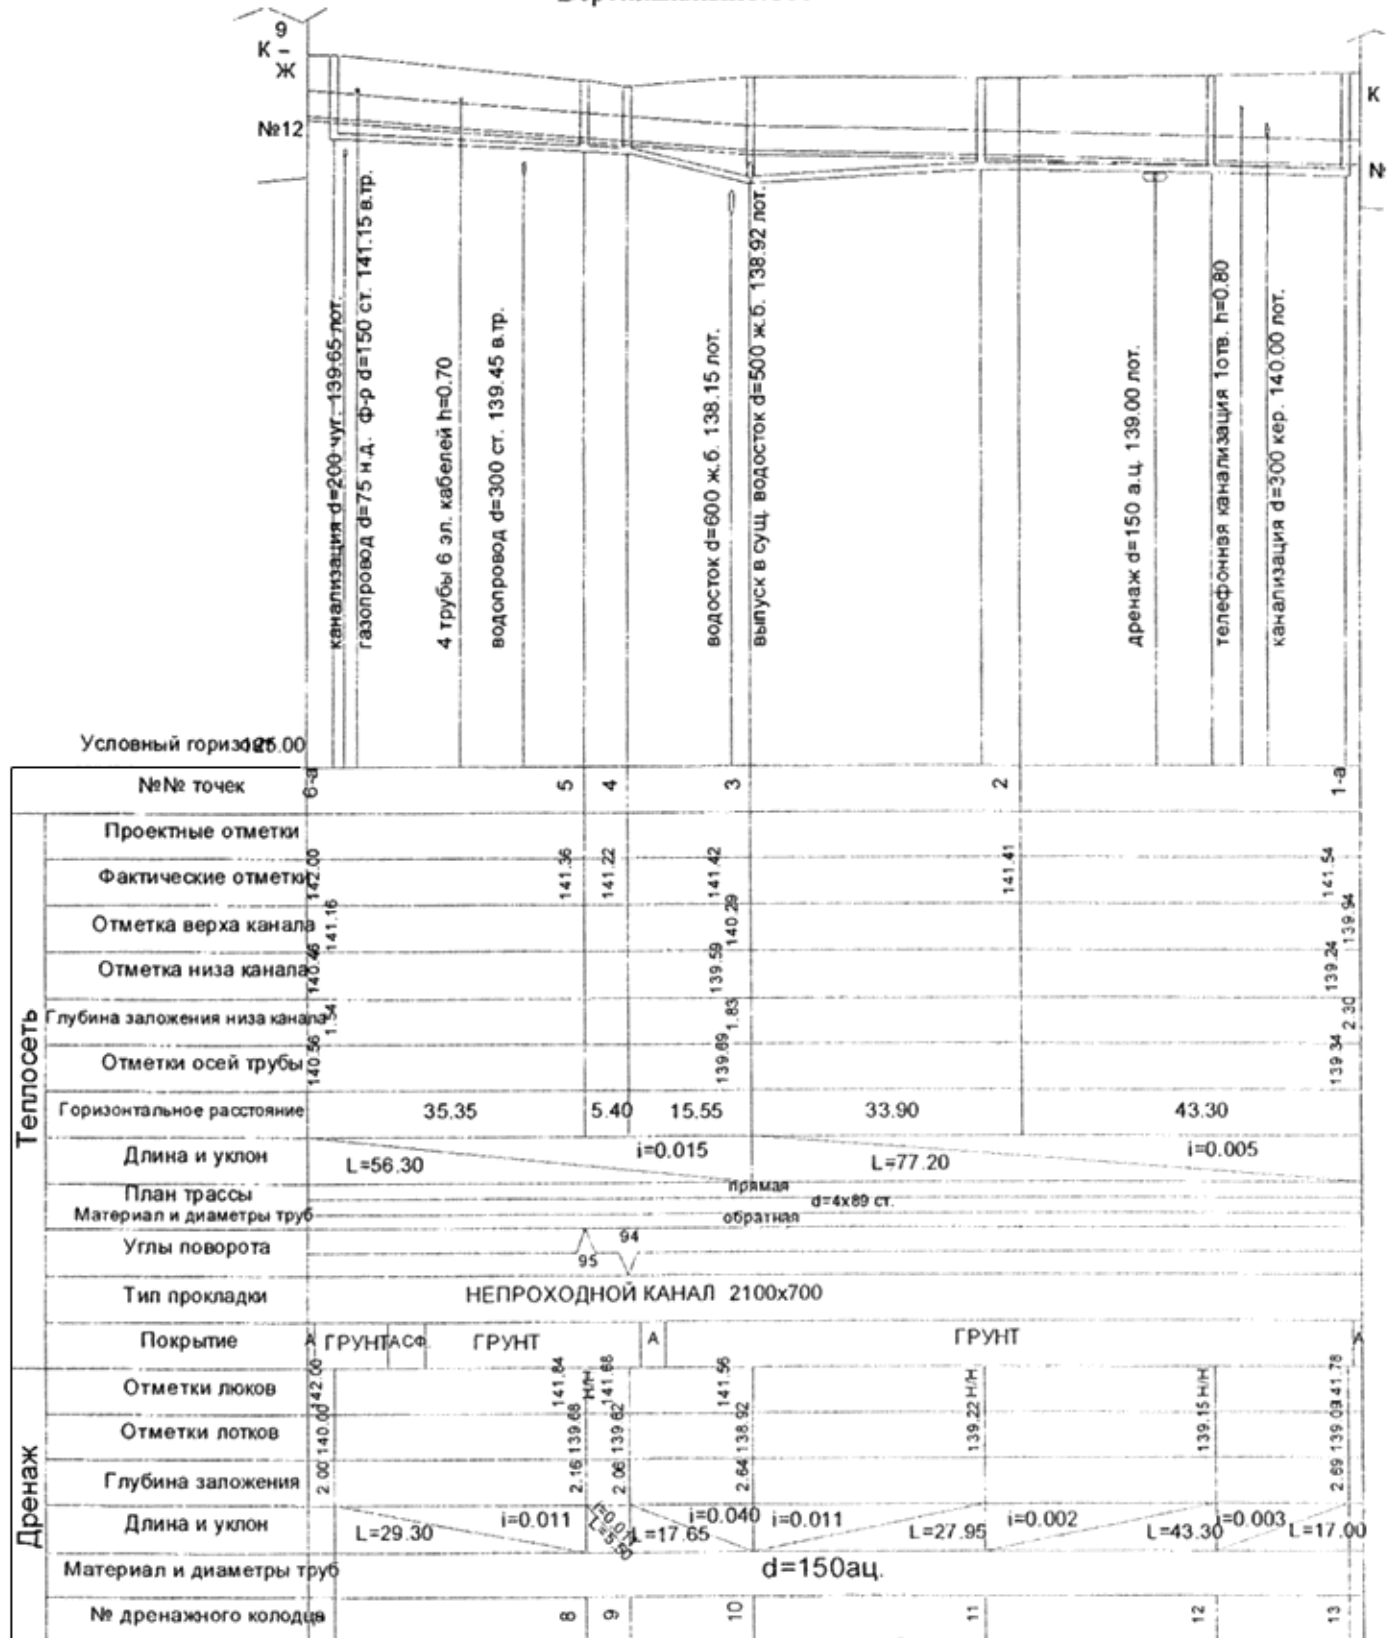 9
К –
Ж
К
№12
№
канализация d=200 чуг. 139.65 лот.
газопровод d=75 н.д. ф-р d=150 ст. 141.15 в.тр.
4 трубы 6 эл. кабелей h=0.70
водопровод d=300 ст. 139.45 в.тр.
водосток d=600 ж.б. 138.15 лот.
выпуск в сущ. водосток d=500 ж.б. 138.92 лот.
дренаж d=150 а.ц. 139.00 лот.
телефонная канализация 1отв. h=0.80
канализация d=300 кер. 140.00 лот.
Условный горизонт 125.00
№№ точек 6-а 5 4 3 2 1-а
Теплосеть
Проектные отметки
Фактические отметки 142.00 141.36 141.22 141.42 141.41 141.54
Отметка верха канала 141.16 140.29 139.94
Отметка низа канала 140.46 139.59 139.24
Глубина заложения низа канала 1.54 1.83 2.30
Отметки осей трубы 140.56 139.69 139.34
Горизонтальное расстояние 35.35 5.40 15.55 33.90 43.30
Длина и уклон L=56.30 i=0.015 L=77.20 i=0.005
План трассы прямая
Материал и диаметры труб d=4x89 ст.
обратная
Углы поворота 95 94
Тип прокладки НЕПРОХОДНОЙ КАНАЛ 2100x700
Покрытие А ГРУНТ АСФ. ГРУНТ А ГРУНТ А
Дренаж
Отметки люков 142.00 141.84 Н/Н 141.68 141.56 Н/Н Н/Н 141.78
Отметки лотков 140.00 139.68 139.62 138.92 139.22 139.15 139.09
Глубина заложения 2.00 2.16 2.06 2.64 2.69
Длина и уклон L=29.30 i=0.011 L=5.50 L=17.65 i=0.040 i=0.011 L=27.95 i=0.002 L=43.30 i=0.003 L=17.00
Материал и диаметры труб d=150ац.
№ дренажного колодца 8 9 10 11 12 13